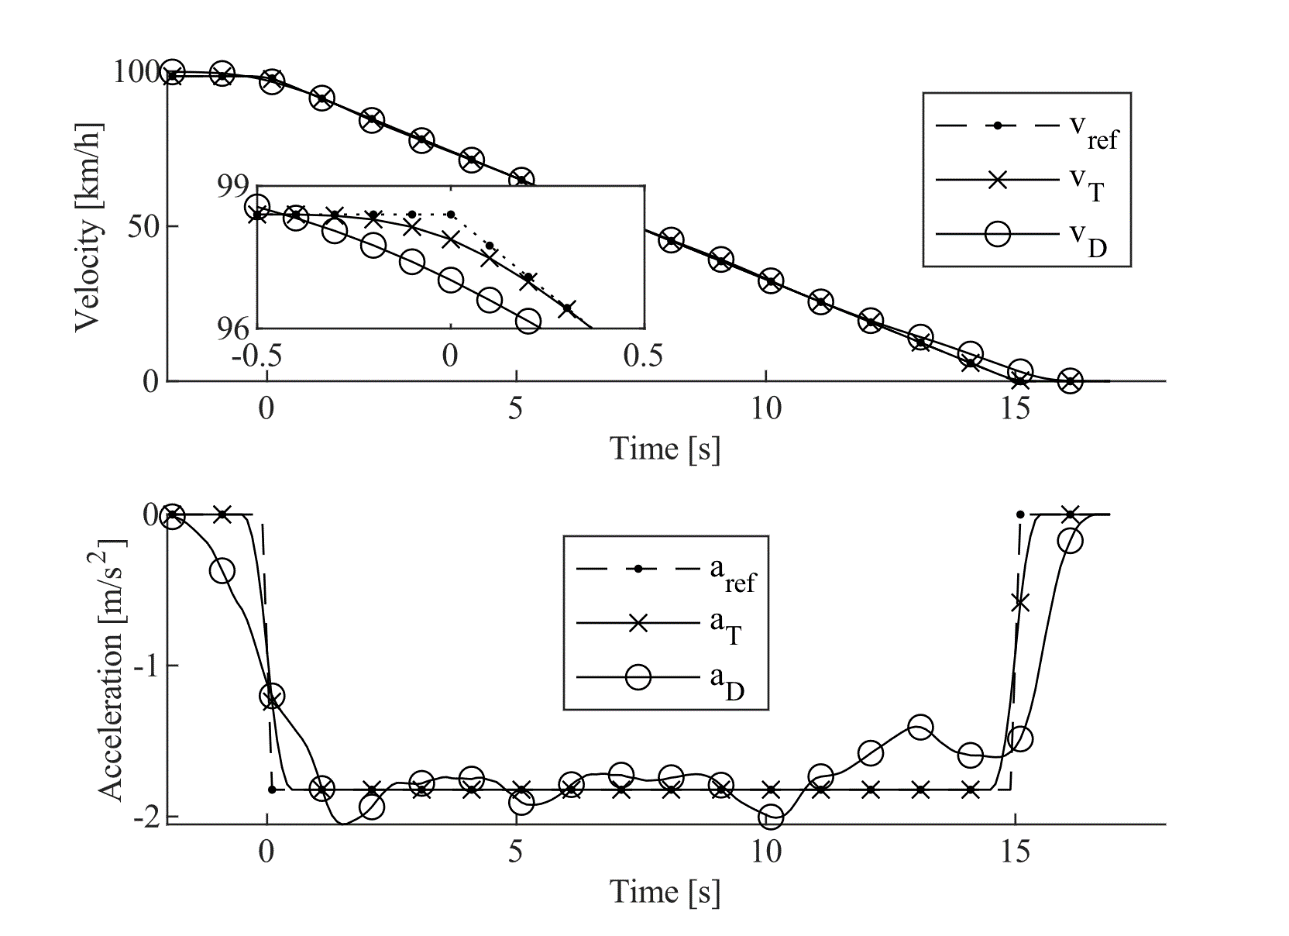 100
50
0
Velocity [km/h]
99
96
-0.5 0 0.5
v_ref
v_T
v_D
0 5 10 15
Time [s]
0
-1
-2
Acceleration [m/s^2]
a_ref
a_T
a_D
0 5 10 15
Time [s]